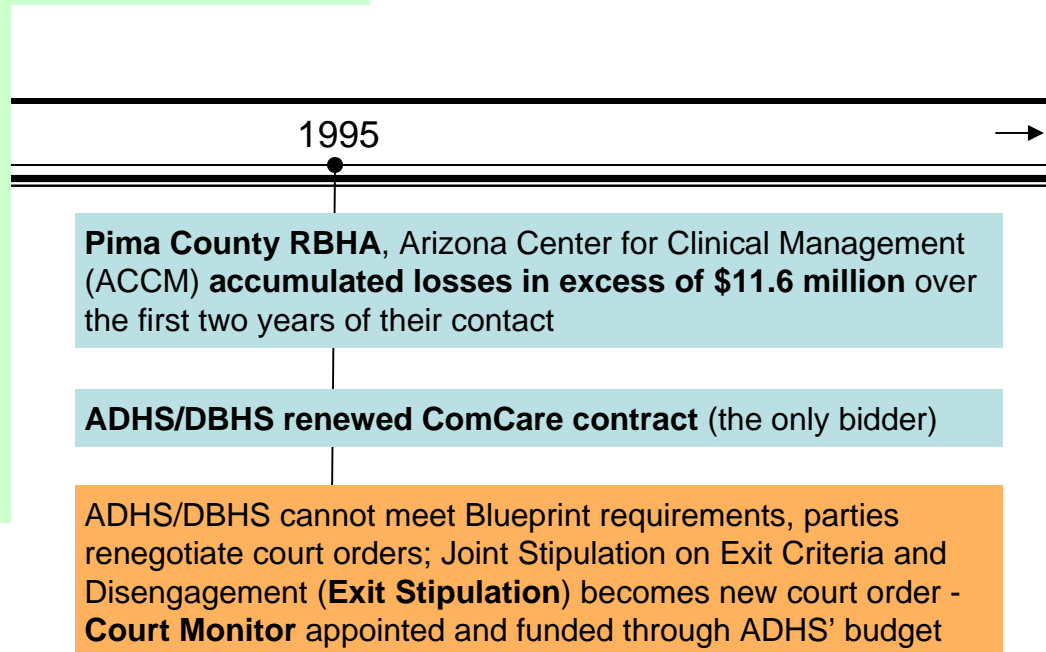 1995
Pima County RBHA, Arizona Center for Clinical Management
(ACCM) accumulated losses in excess of $11.6 million over
the first two years of their contact
ADHS/DBHS renewed ComCare contract (the only bidder)
ADHS/DBHS cannot meet Blueprint requirements, parties
renegotiate court orders; Joint Stipulation on Exit Criteria and
Disengagement (Exit Stipulation) becomes new court order -
Court Monitor appointed and funded through ADHS’ budget